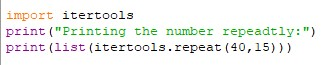 import itertools
print("Printing the number repeadtly:")
print(list(itertools.repeat(40,15)))